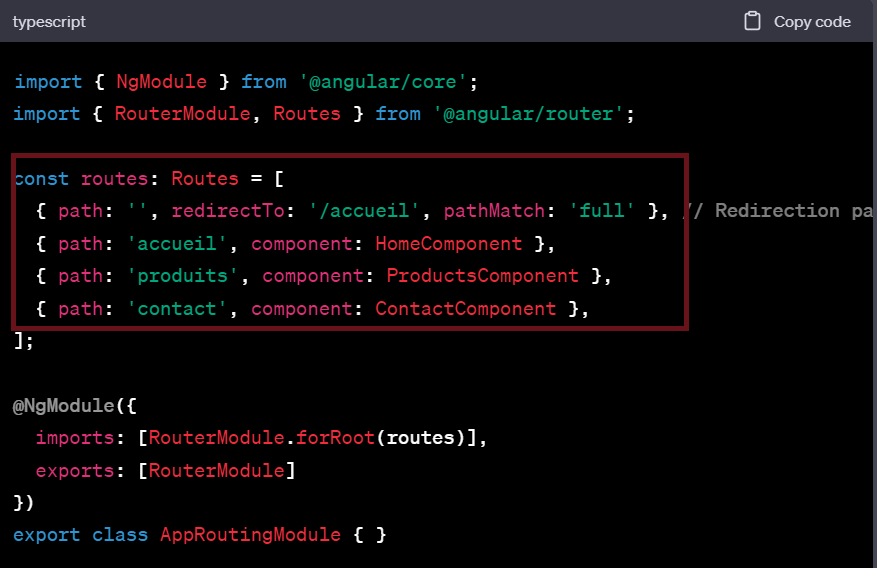 typescript
Copy code
import { NgModule } from '@angular/core';
import { RouterModule, Routes } from '@angular/router';
const routes: Routes = [
  { path: '', redirectTo: '/accueil', pathMatch: 'full' }, // Redirection pa
  { path: 'accueil', component: HomeComponent },
  { path: 'produits', component: ProductsComponent },
  { path: 'contact', component: ContactComponent },
];
@NgModule({
  imports: [RouterModule.forRoot(routes)],
  exports: [RouterModule]
})
export class AppRoutingModule { }